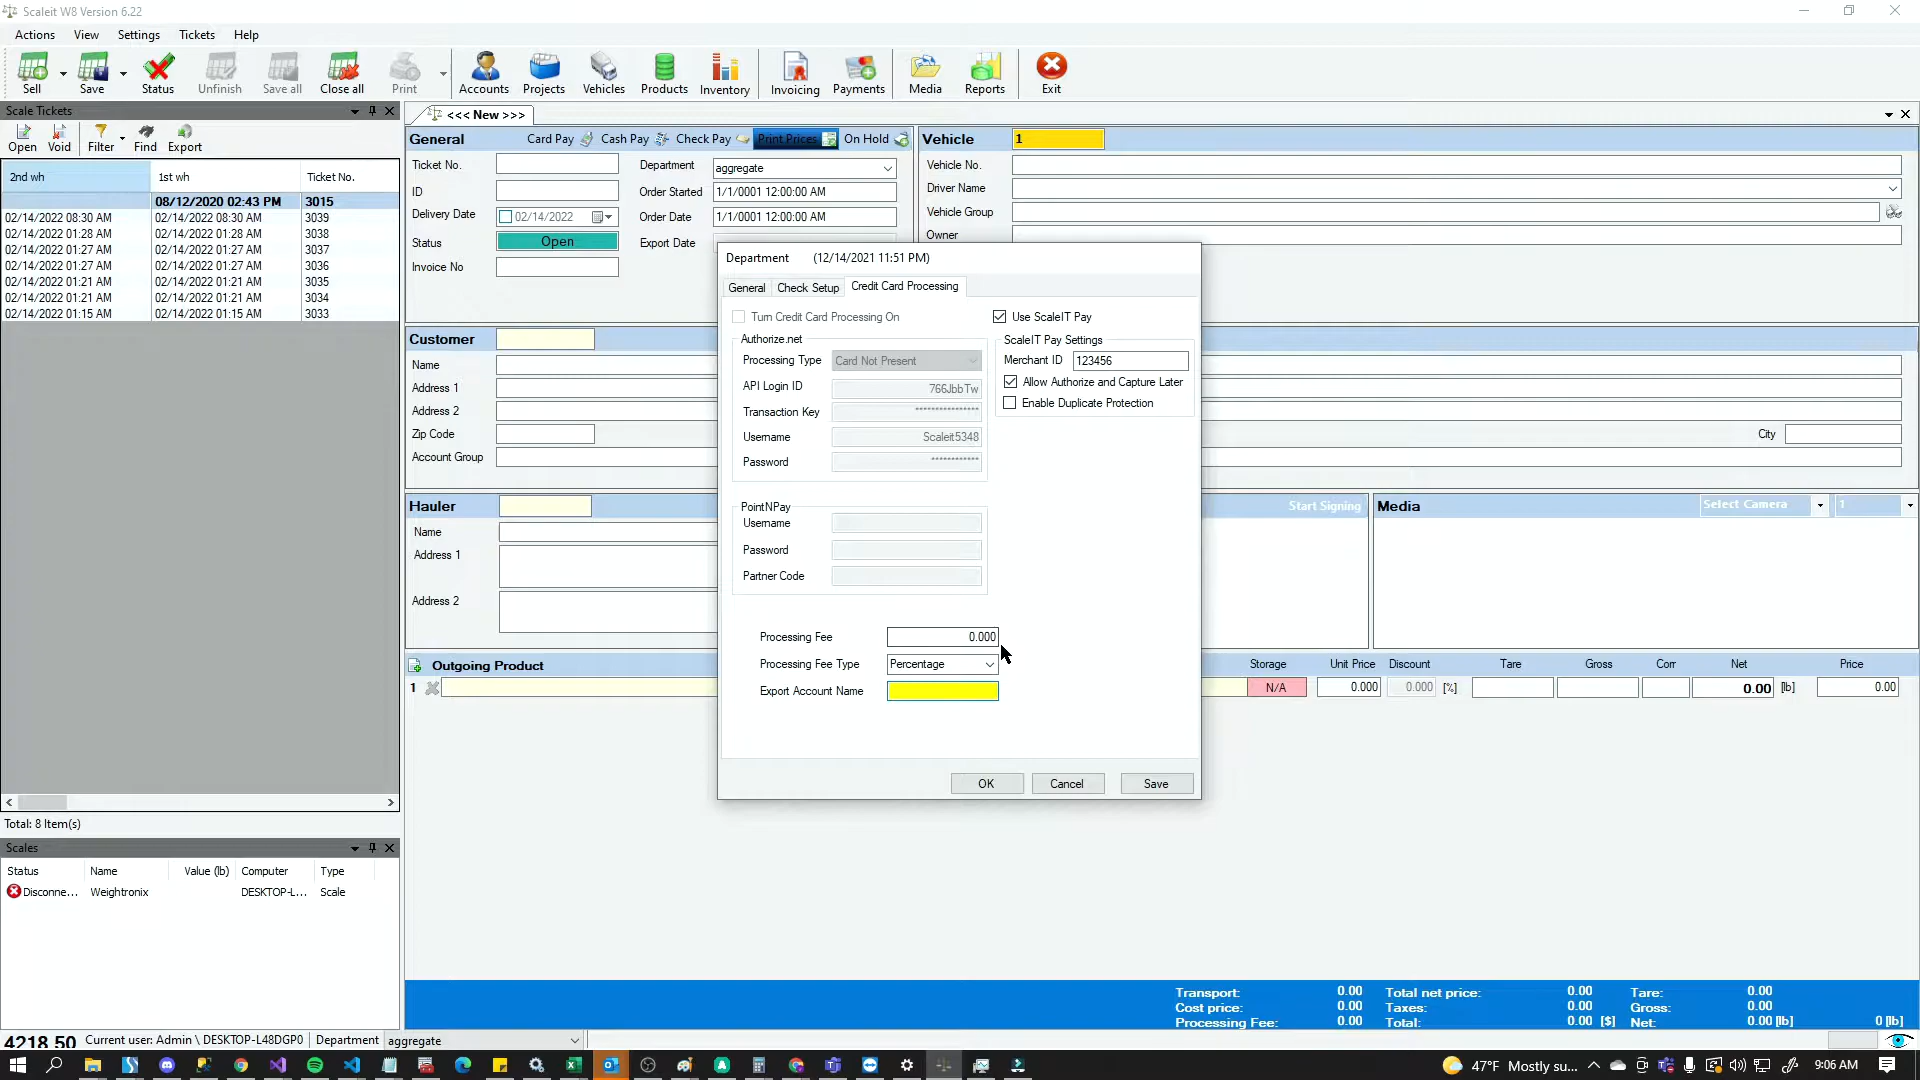 Scaleit W8 Version 6.22
Actions View Settings Tickets Help
Sell Save Status Unfinish Save all Close all Print Accounts Projects Vehicles Products Inventory Invoicing Payments Media Reports Exit
Scale Tickets
<<< New >>>
Open Void Filter Find Export
2nd wh 1st wh Ticket No.
08/12/2020 02:43 PM 3015
02/14/2022 08:30 AM 02/14/2022 08:30 AM 3039
02/14/2022 01:28 AM 02/14/2022 01:28 AM 3038
02/14/2022 01:27 AM 02/14/2022 01:27 AM 3037
02/14/2022 01:27 AM 02/14/2022 01:27 AM 3036
02/14/2022 01:21 AM 02/14/2022 01:21 AM 3035
02/14/2022 01:21 AM 02/14/2022 01:21 AM 3034
02/14/2022 01:15 AM 02/14/2022 01:15 AM 3033
Total: 8 Item(s)
Scales
Status Name Value (lb) Computer Type
Disconne... Weightronix DESKTOP-L... Scale
General Card Pay Cash Pay Check Pay Print Prices On Hold
Ticket No. Department aggregate
ID Order Started 1/1/0001 12:00:00 AM
Delivery Date 02/14/2022 Order Date 1/1/0001 12:00:00 AM
Status Open Export Date
Invoice No
Vehicle 1
Vehicle No.
Driver Name
Vehicle Group
Owner
Customer
Name
Address 1
Address 2
Zip Code City
Account Group
Hauler
Name
Address 1
Address 2
Start Signing
Media Select Camera 1
Department (12/14/2021 11:51 PM)
General Check Setup Credit Card Processing
Turn Credit Card Processing On
Authorize.net
Processing Type Card Not Present
API Login ID 766JbbTw
Transaction Key ****************
Username Scaleit5348
Password ************
Use ScaleIT Pay
ScaleIT Pay Settings
Merchant ID 123456
Allow Authorize and Capture Later
Enable Duplicate Protection
PointNPay
Username
Password
Partner Code
Processing Fee 0.000
Processing Fee Type Percentage
Export Account Name
OK Cancel Save
Outgoing Product Storage Unit Price Discount Tare Gross Corr Net Price
1 N/A 0.000 0.000 [%] 0.00 [lb] 0.00
Transport: 0.00 Total net price: 0.00 Tare: 0.00
Cost price: 0.00 Taxes: 0.00 Gross: 0.00
Processing Fee: 0.00 Total: 0.00 [$] Net: 0.00 [lb] 0 [lb]
4218.50 Current user: Admin \ DESKTOP-L48DGP0 Department aggregate
47°F Mostly su... 9:06 AM